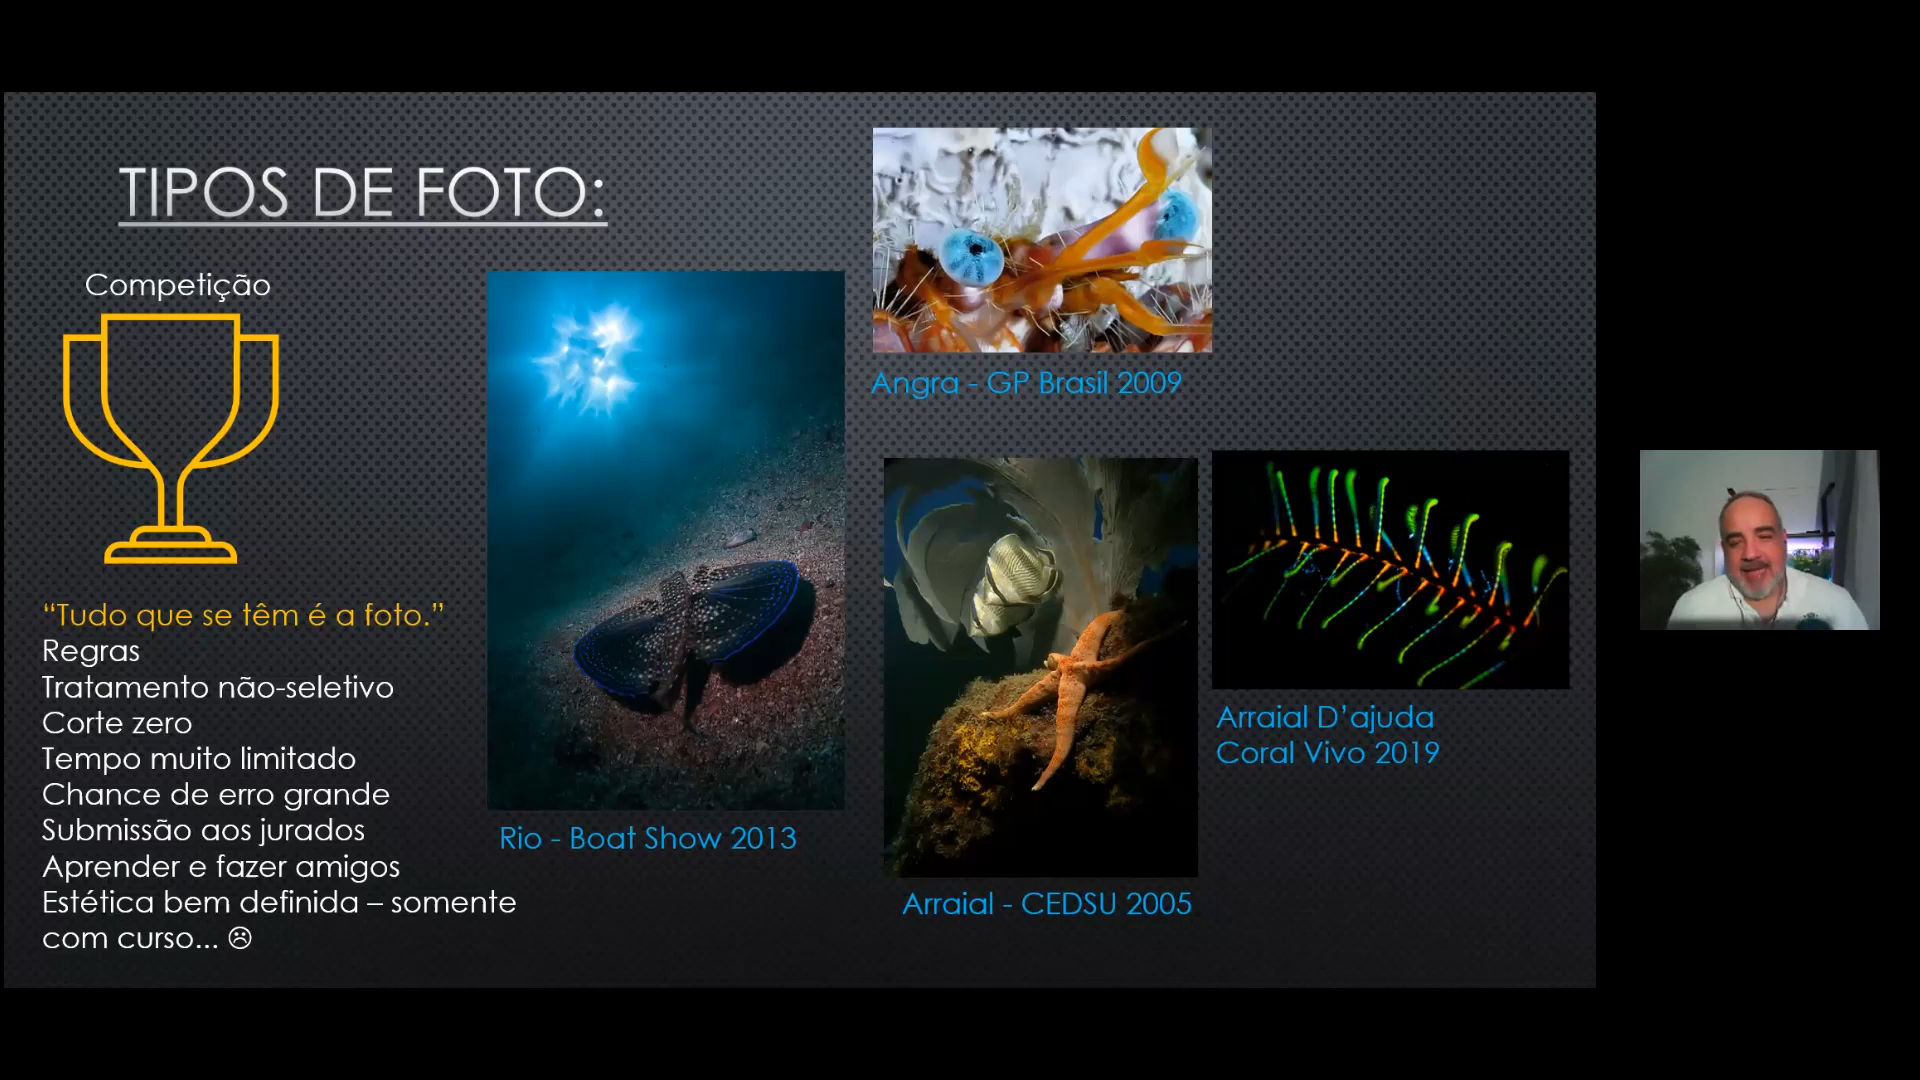 TIPOS DE FOTO:
Competição
“Tudo que se têm é a foto.”
Regras
Tratamento não-seletivo
Corte zero
Tempo muito limitado
Chance de erro grande
Submissão aos jurados
Aprender e fazer amigos
Estética bem definida – somente
com curso... ☹
Rio - Boat Show 2013
Angra - GP Brasil 2009
Arraial - CEDSU 2005
Arraial D’ajuda
Coral Vivo 2019